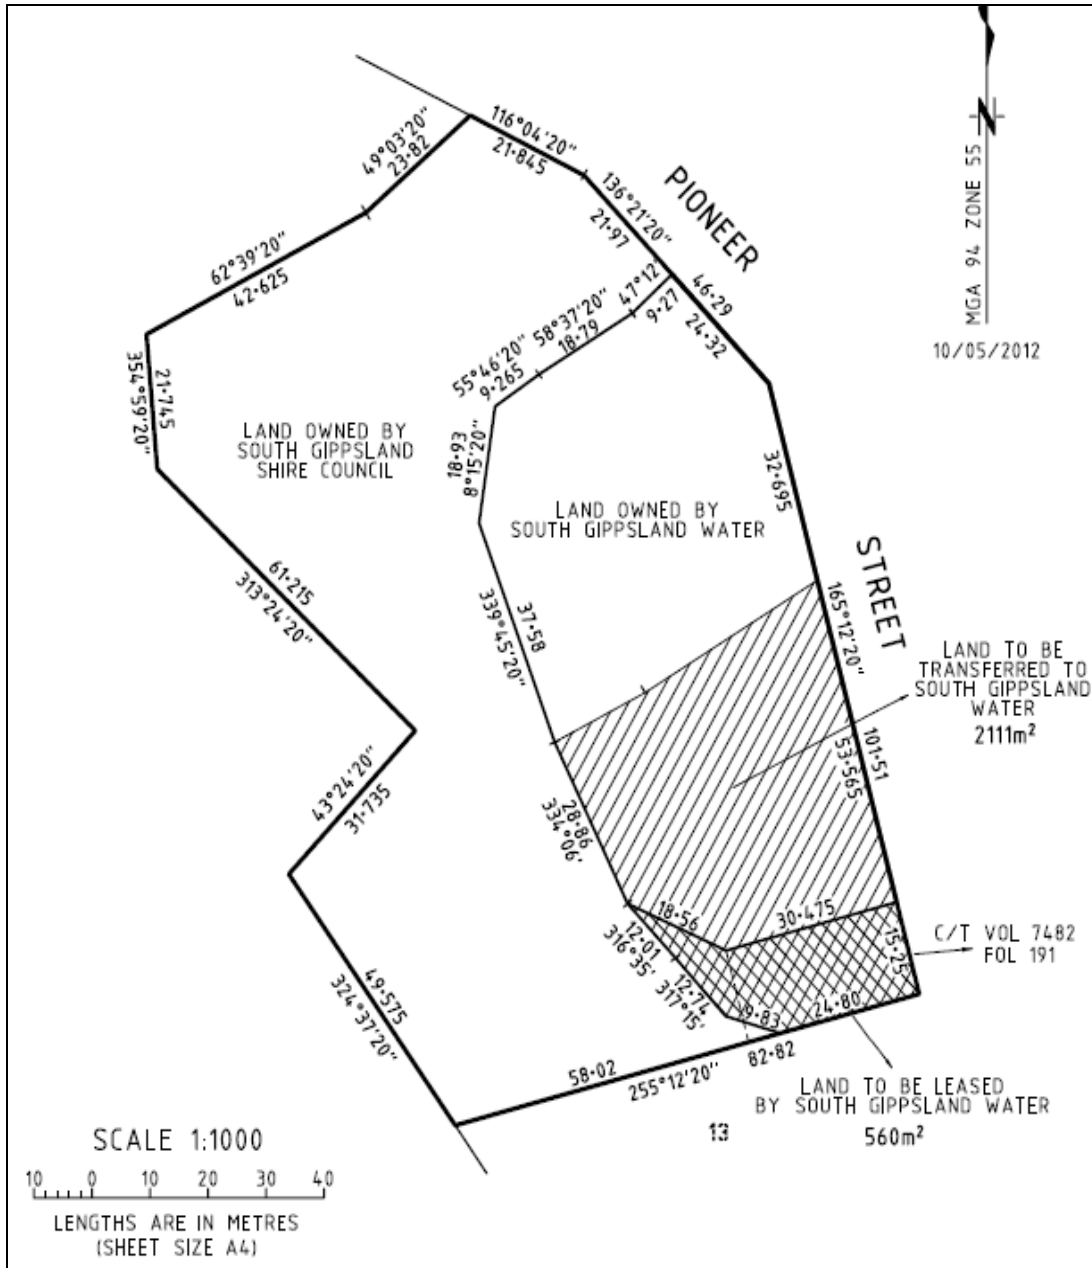 116°04'20"
21·845
49°03'20"
23·82
136°21'20"
21·97
PIONEER
MGA 94 ZONE 55
N
10/05/2012
62°39'20"
42·625
47°12'
9·27
46·29
24·32
58°37'20"
18·79
55°46'20"
9·265
21·745
354°59'20"
LAND OWNED BY
SOUTH GIPPSLAND
SHIRE COUNCIL
18·93
8°15'20"
32·695
LAND OWNED BY
SOUTH GIPPSLAND WATER
STREET
61·215
313°24'20"
37·58
339°45'20"
165°12'20"
101·51
53·565
LAND TO BE
TRANSFERRED TO
SOUTH GIPPSLAND
WATER
2111m²
43°24'20"
31·735
28·86
334°06'
18·56
30·475
15·25
C/T VOL 7482
FOL 191
12·01
316°35'
12·74
317°15'
9·83
24·80
49·575
324°37'20"
58·02
255°12'20"
82·82
LAND TO BE LEASED
BY SOUTH GIPPSLAND WATER
560m²
13
SCALE 1:1000
10 0 10 20 30 40
LENGTHS ARE IN METRES
(SHEET SIZE A4)